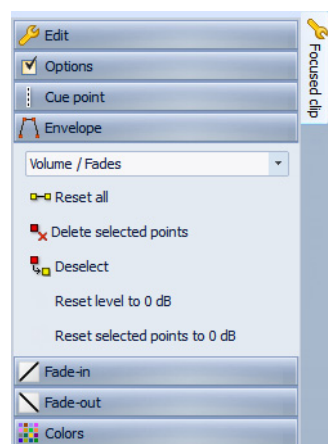 Edit
Options
Cue point
Envelope
Volume / Fades
Reset all
Delete selected points
Deselect
Reset level to 0 dB
Reset selected points to 0 dB
Fade-in
Fade-out
Colors
Focused clip